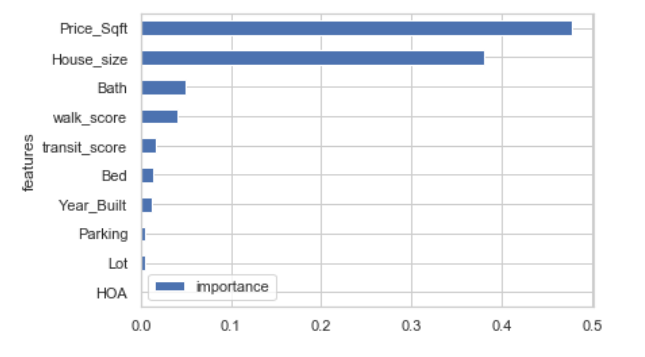 Price_Sqft
House_size
Bath
walk_score
transit_score
Bed
Year_Built
Parking
Lot
HOA
features
importance
0.0 0.1 0.2 0.3 0.4 0.5